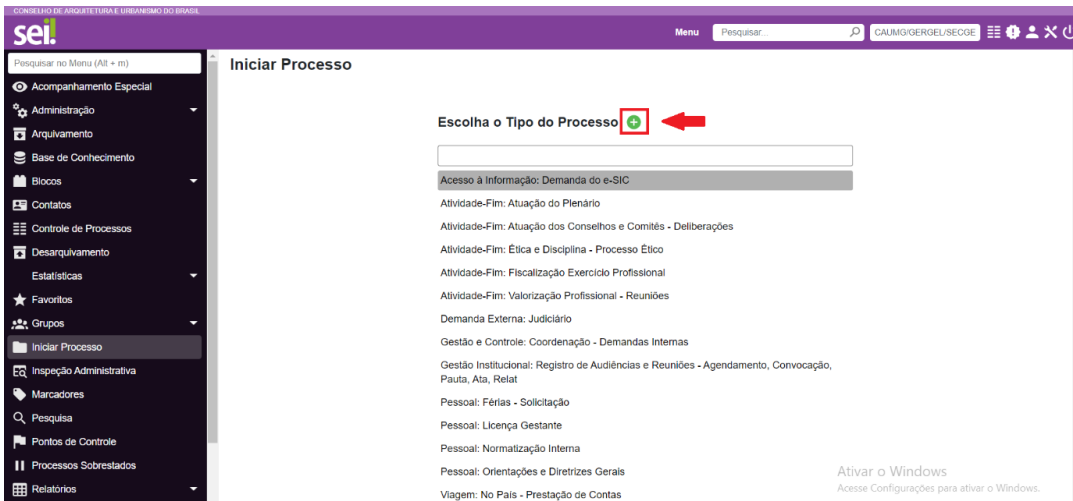 CONSELHO DE ARQUITETURA E URBANISMO DO BRASIL
sei!
Menu
Pesquisar...
CAUMG/GERGEL/SECGE
Pesquisar no Menu (Alt + m)
Acompanhamento Especial
Administração
Arquivamento
Base de Conhecimento
Blocos
Contatos
Controle de Processos
Desarquivamento
Estatísticas
Favoritos
Grupos
Iniciar Processo
Inspeção Administrativa
Marcadores
Pesquisa
Pontos de Controle
Processos Sobrestados
Relatórios
Iniciar Processo
Escolha o Tipo do Processo
Acesso à Informação: Demanda do e-SIC
Atividade-Fim: Atuação do Plenário
Atividade-Fim: Atuação dos Conselhos e Comitês - Deliberações
Atividade-Fim: Ética e Disciplina - Processo Ético
Atividade-Fim: Fiscalização Exercício Profissional
Atividade-Fim: Valorização Profissional - Reuniões
Demanda Externa: Judiciário
Gestão e Controle: Coordenação - Demandas Internas
Gestão Institucional: Registro de Audiências e Reuniões - Agendamento, Convocação,
Pauta, Ata, Relat
Pessoal: Férias - Solicitação
Pessoal: Licença Gestante
Pessoal: Normatização Interna
Pessoal: Orientações e Diretrizes Gerais
Viagem: No País - Prestação de Contas
Ativar o Windows
Acesse Configurações para ativar o Windows.